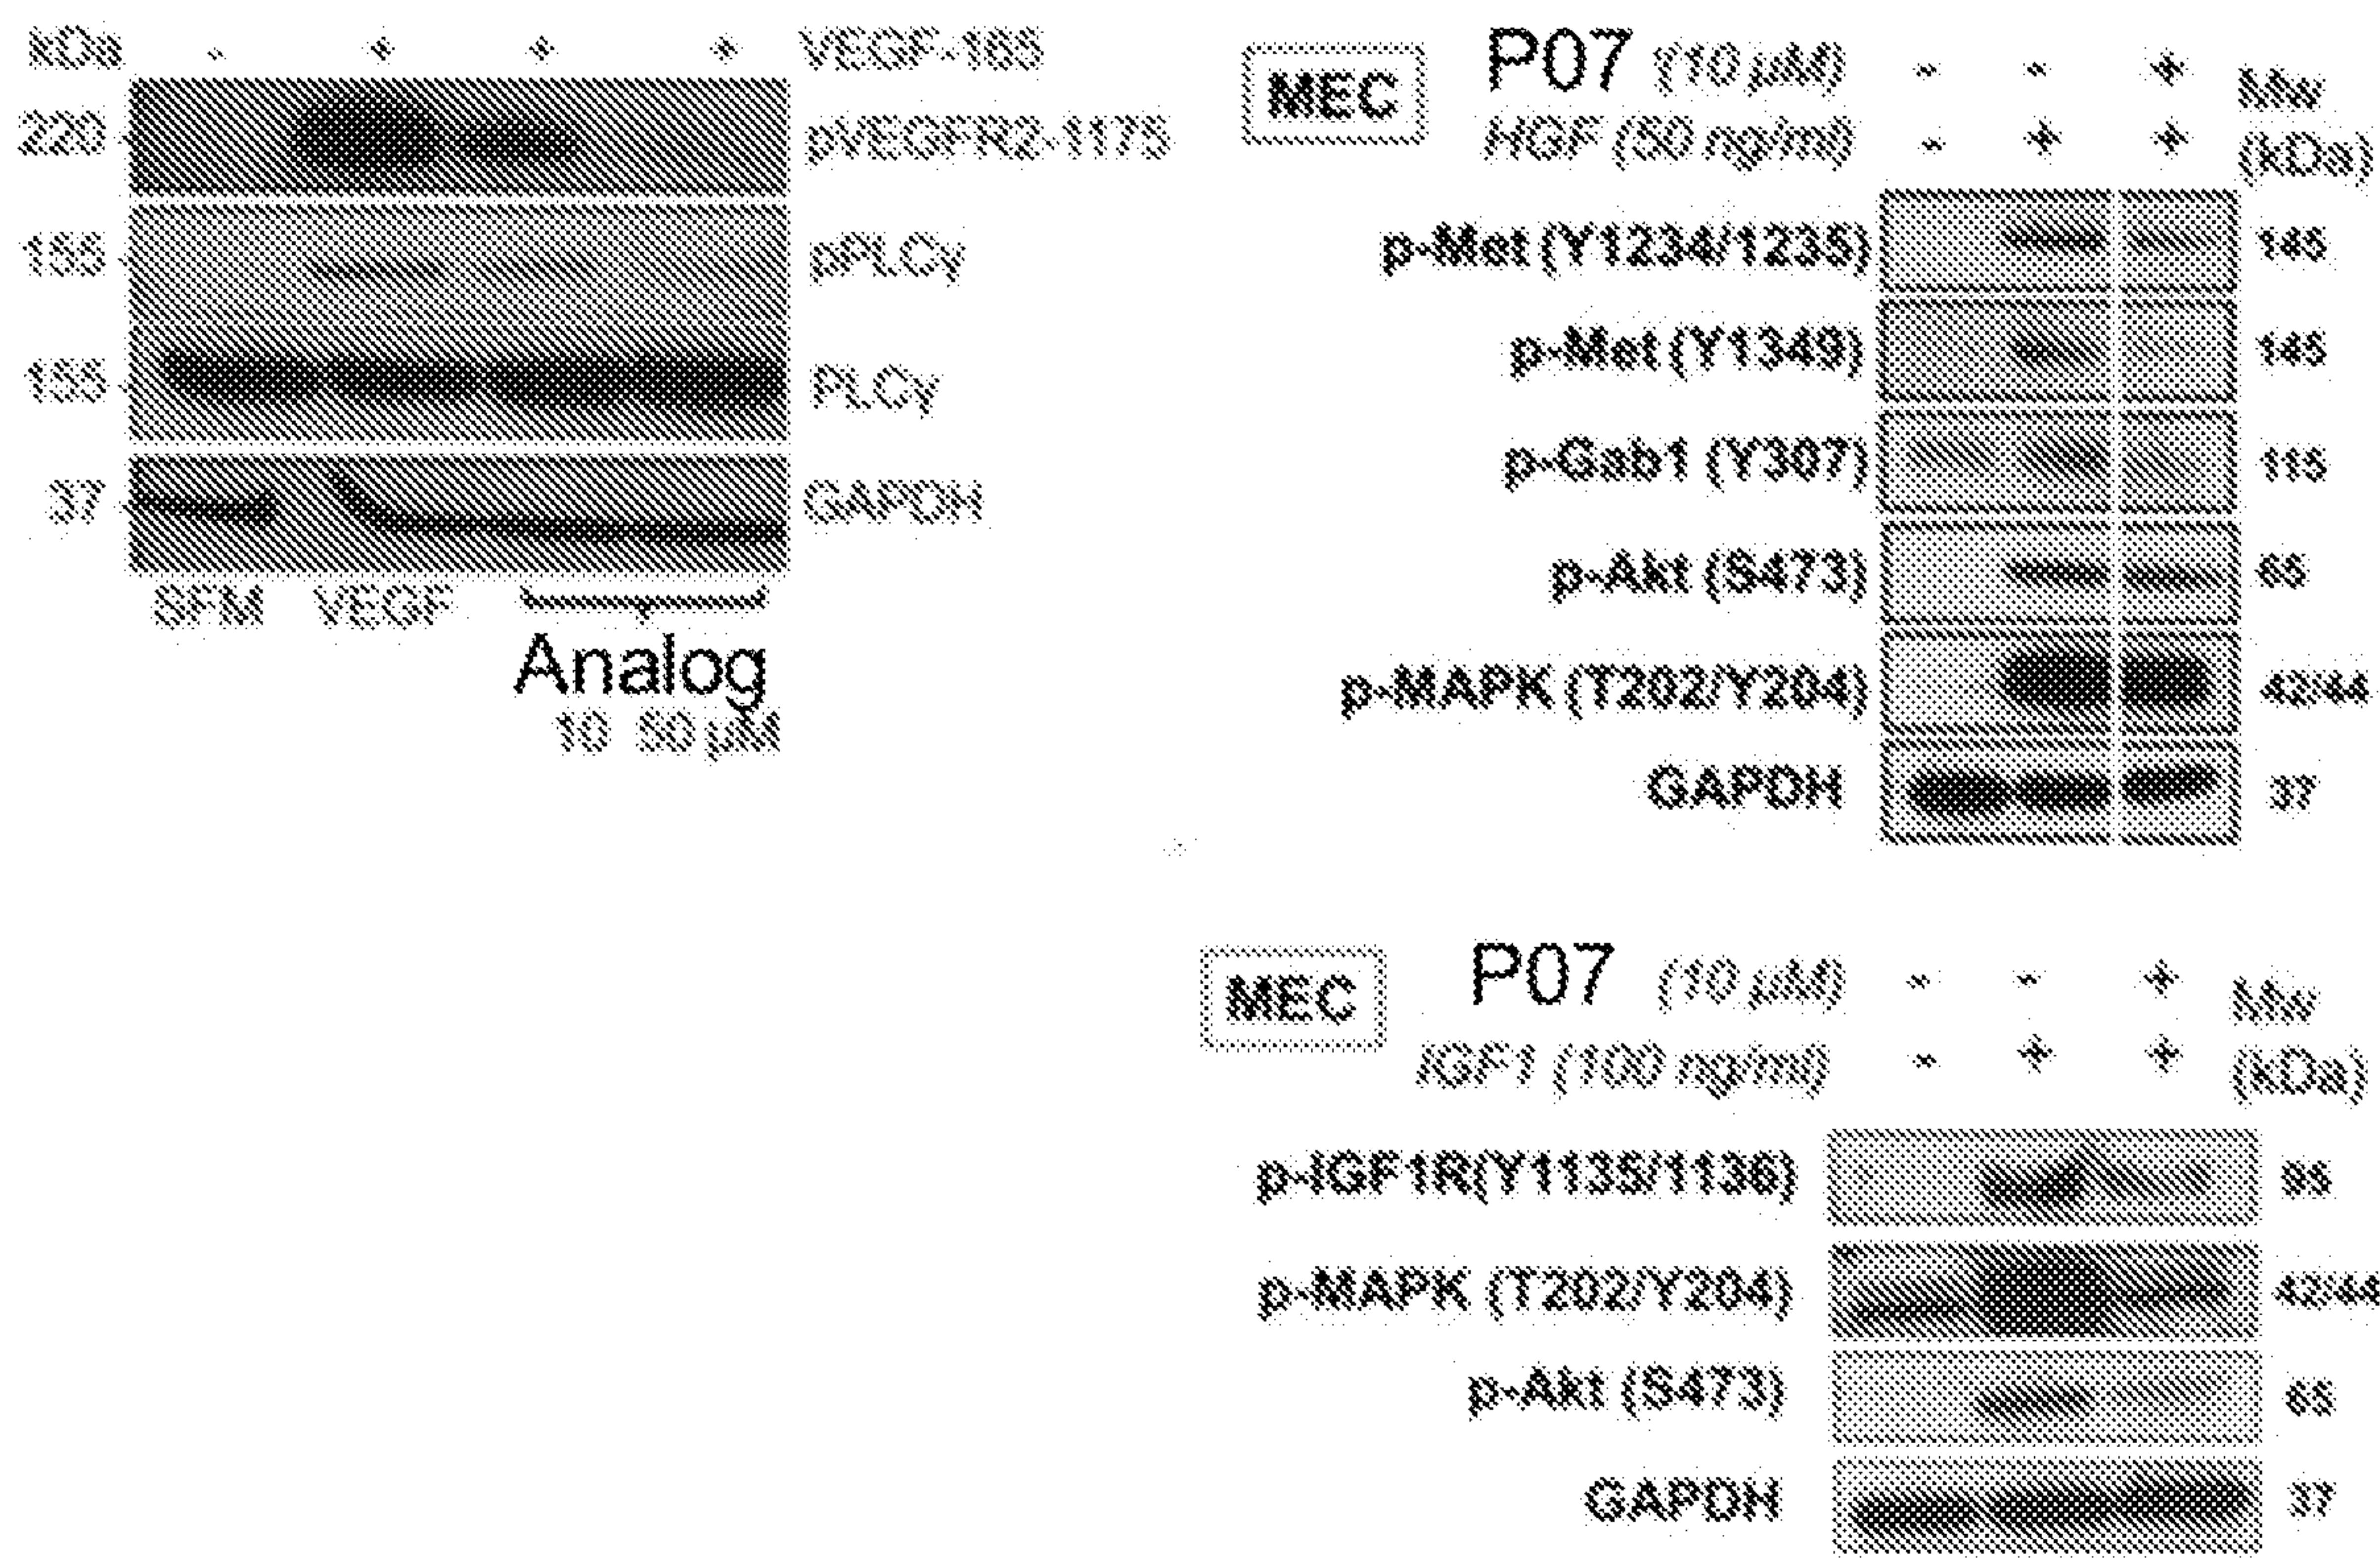 kDa - + + + VEGF-165
220 pVEGFR2-1175
155 pPLCγ
155 PLCγ
37 GAPDH
SFM VEGF
Analog
10 50 µM
MEC P07 (10 µM) - - + Mw
HGF (50 ng/ml) - + + (kDa)
p-Met (Y1234/1235) 145
p-Met (Y1349) 145
p-Gab1 (Y307) 115
p-Akt (S473) 65
p-MAPK (T202/Y204) 42/44
GAPDH 37
MEC P07 (10 µM) - - + Mw
IGF1 (100 ng/ml) - + + (kDa)
p-IGF1R(Y1135/1136) 95
p-MAPK (T202/Y204) 42/44
p-Akt (S473) 65
GAPDH 37